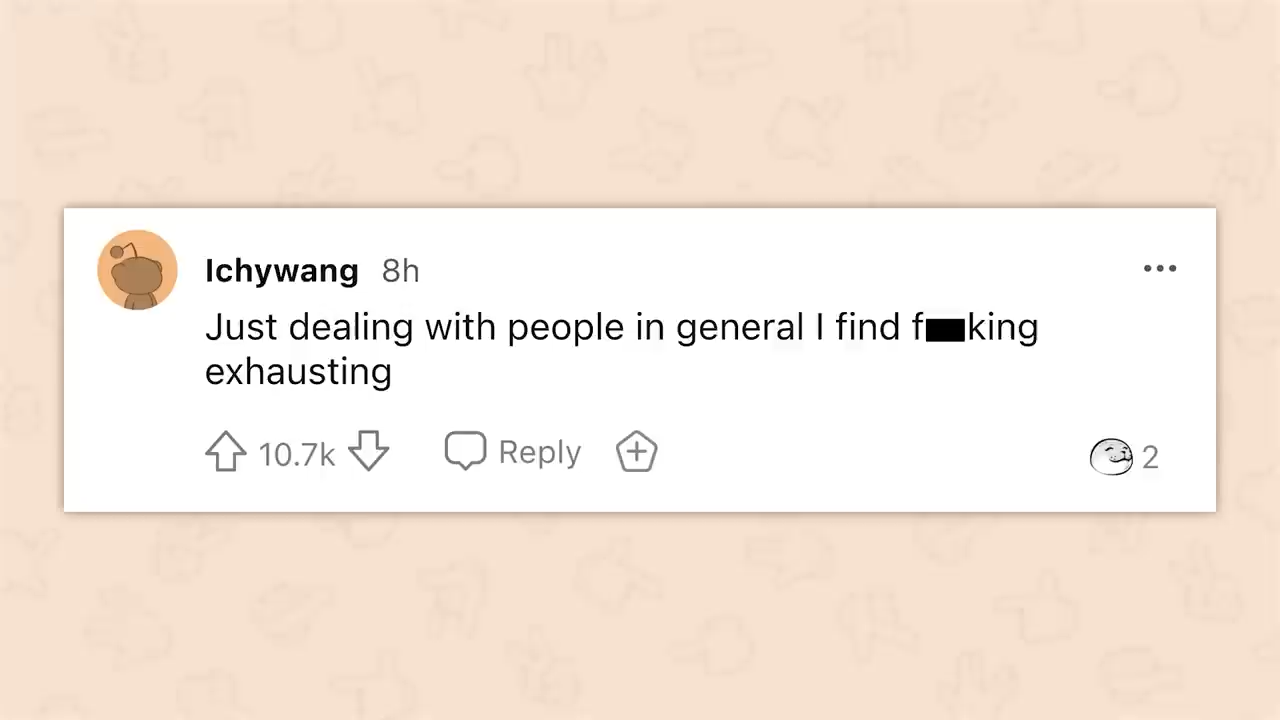 Ichywang 8h
Just dealing with people in general I find f██king
exhausting
10.7k Reply 2